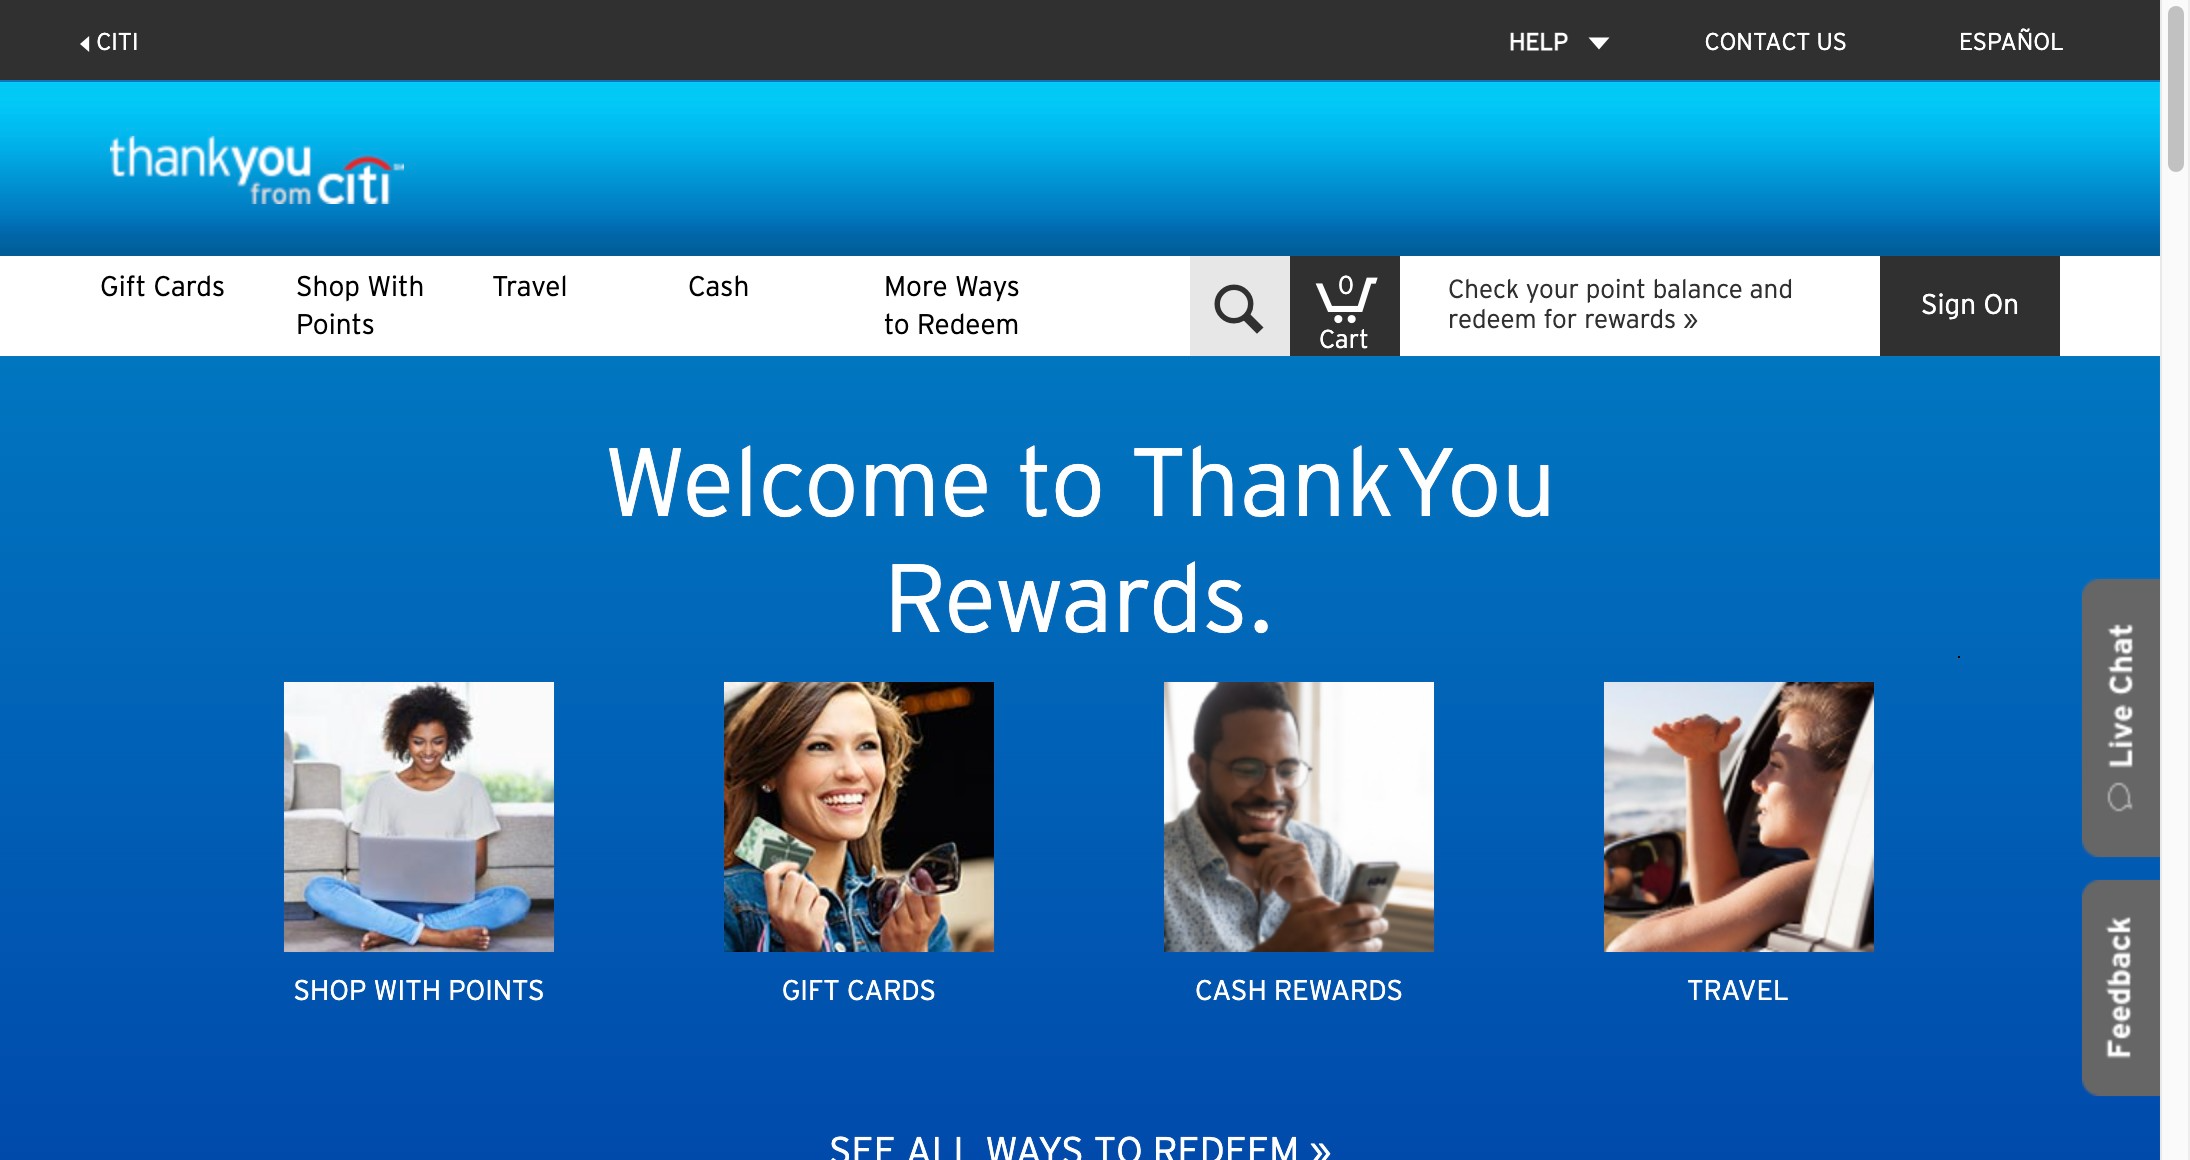 CITI
HELP
CONTACT US
ESPAÑOL
thankyou
from citi
Gift Cards
Shop With
Points
Travel
Cash
More Ways
to Redeem
0
Cart
Check your point balance and
redeem for rewards »
Sign On
Welcome to ThankYou
Rewards.
SHOP WITH POINTS
GIFT CARDS
CASH REWARDS
TRAVEL
SEE ALL WAYS TO REDEEM »
Live Chat
Feedback